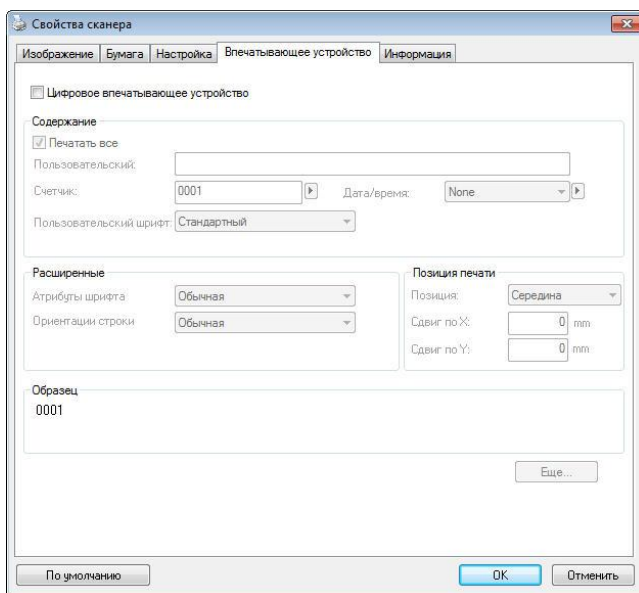 Свойства сканера
Изображение Бумага Настройка Впечатывающее устройство Информация
Цифровое впечатывающее устройство
Содержание
Печатать все
Пользовательский:
Счетчик: 0001 Дата/время: None
Пользовательский шрифт: Стандартный
Расширенные Позиция печати
Атрибуты шрифта Обычная Позиция: Середина
Ориентации строки Обычная Сдвиг по X: 0 mm
Сдвиг по Y: 0 mm
Образец
0001
Еще...
По умолчанию OK Отменить